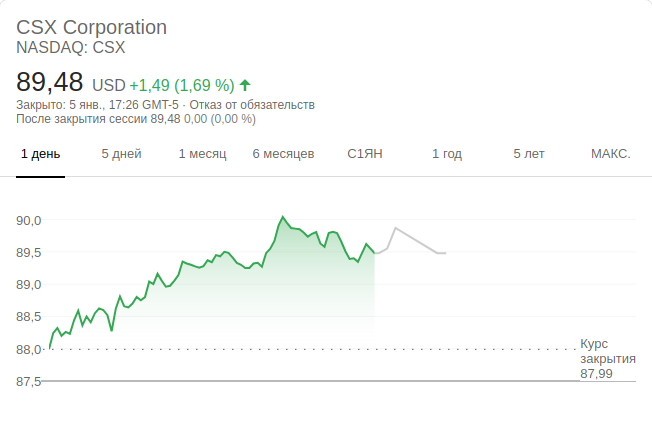 CSX Corporation
NASDAQ: CSX
89,48 USD +1,49 (1,69 %)
Закрыто: 5 янв., 17:26 GMT-5 · Отказ от обязательств
После закрытия сессии 89,48 0,00 (0,00 %)
1 день 5 дней 1 месяц 6 месяцев С1ЯН 1 год 5 лет МАКС.
90,0
89,5
89,0
88,5
88,0
Курс
закрытия
87,99
87,5